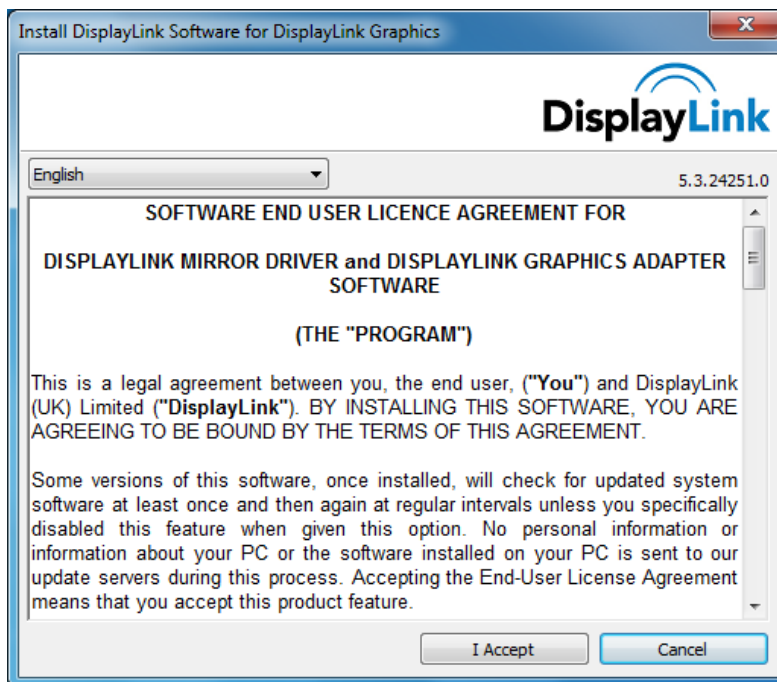 Install DisplayLink Software for DisplayLink Graphics
DisplayLink
English
5.3.24251.0
SOFTWARE END USER LICENCE AGREEMENT FOR
DISPLAYLINK MIRROR DRIVER and DISPLAYLINK GRAPHICS ADAPTER
SOFTWARE
(THE "PROGRAM")
This is a legal agreement between you, the end user, ("You") and DisplayLink
(UK) Limited ("DisplayLink"). BY INSTALLING THIS SOFTWARE, YOU ARE
AGREEING TO BE BOUND BY THE TERMS OF THIS AGREEMENT.
Some versions of this software, once installed, will check for updated system
software at least once and then again at regular intervals unless you specifically
disabled this feature when given this option. No personal information or
information about your PC or the software installed on your PC is sent to our
update servers during this process. Accepting the End-User License Agreement
means that you accept this product feature.
I Accept
Cancel